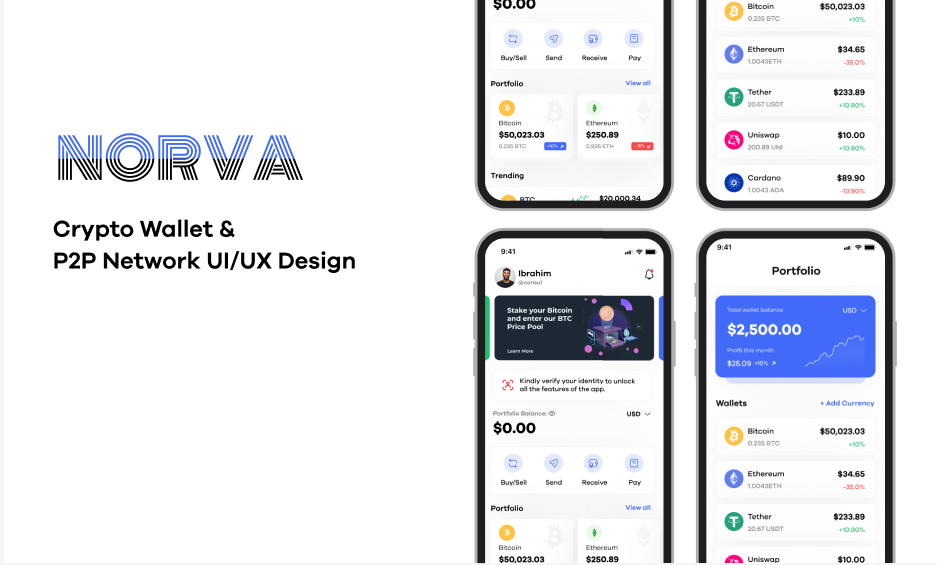 NORVA
Crypto Wallet &
P2P Network UI/UX Design
$0.00
Buy/Sell Send Receive Pay
Portfolio View all
Bitcoin Ethereum
$50,023.03 $250.89
0.235 BTC +10% 0.935 ETH
Trending
BTC $20,000.34
Bitcoin $50,023.03
0.235 BTC +10%
Ethereum $34.65
1.0043ETH -35.0%
Tether $233.89
20.67 USDT +10.90%
Uniswap $10.00
200.89 UNI +10.90%
Cardano $89.90
1.0043 ADA -13.90%
9:41
Ibrahim
@consul
Stake your Bitcoin
and enter our BTC
Price Pool
Learn More
Kindly verify your identity to unlock
all the features of the app.
Portfolio Balance: USD
$0.00
Buy/Sell Send Receive Pay
Portfolio View all
Bitcoin Ethereum
$50,023.03 $250.89
9:41
Portfolio
Total wallet balance USD
$2,500.00
Profit this month
$25.09 +10%
Wallets + Add Currency
Bitcoin $50,023.03
0.235 BTC +10%
Ethereum $34.65
1.0043ETH -35.0%
Tether $233.89
20.67 USDT +10.90%
Uniswap $10.00